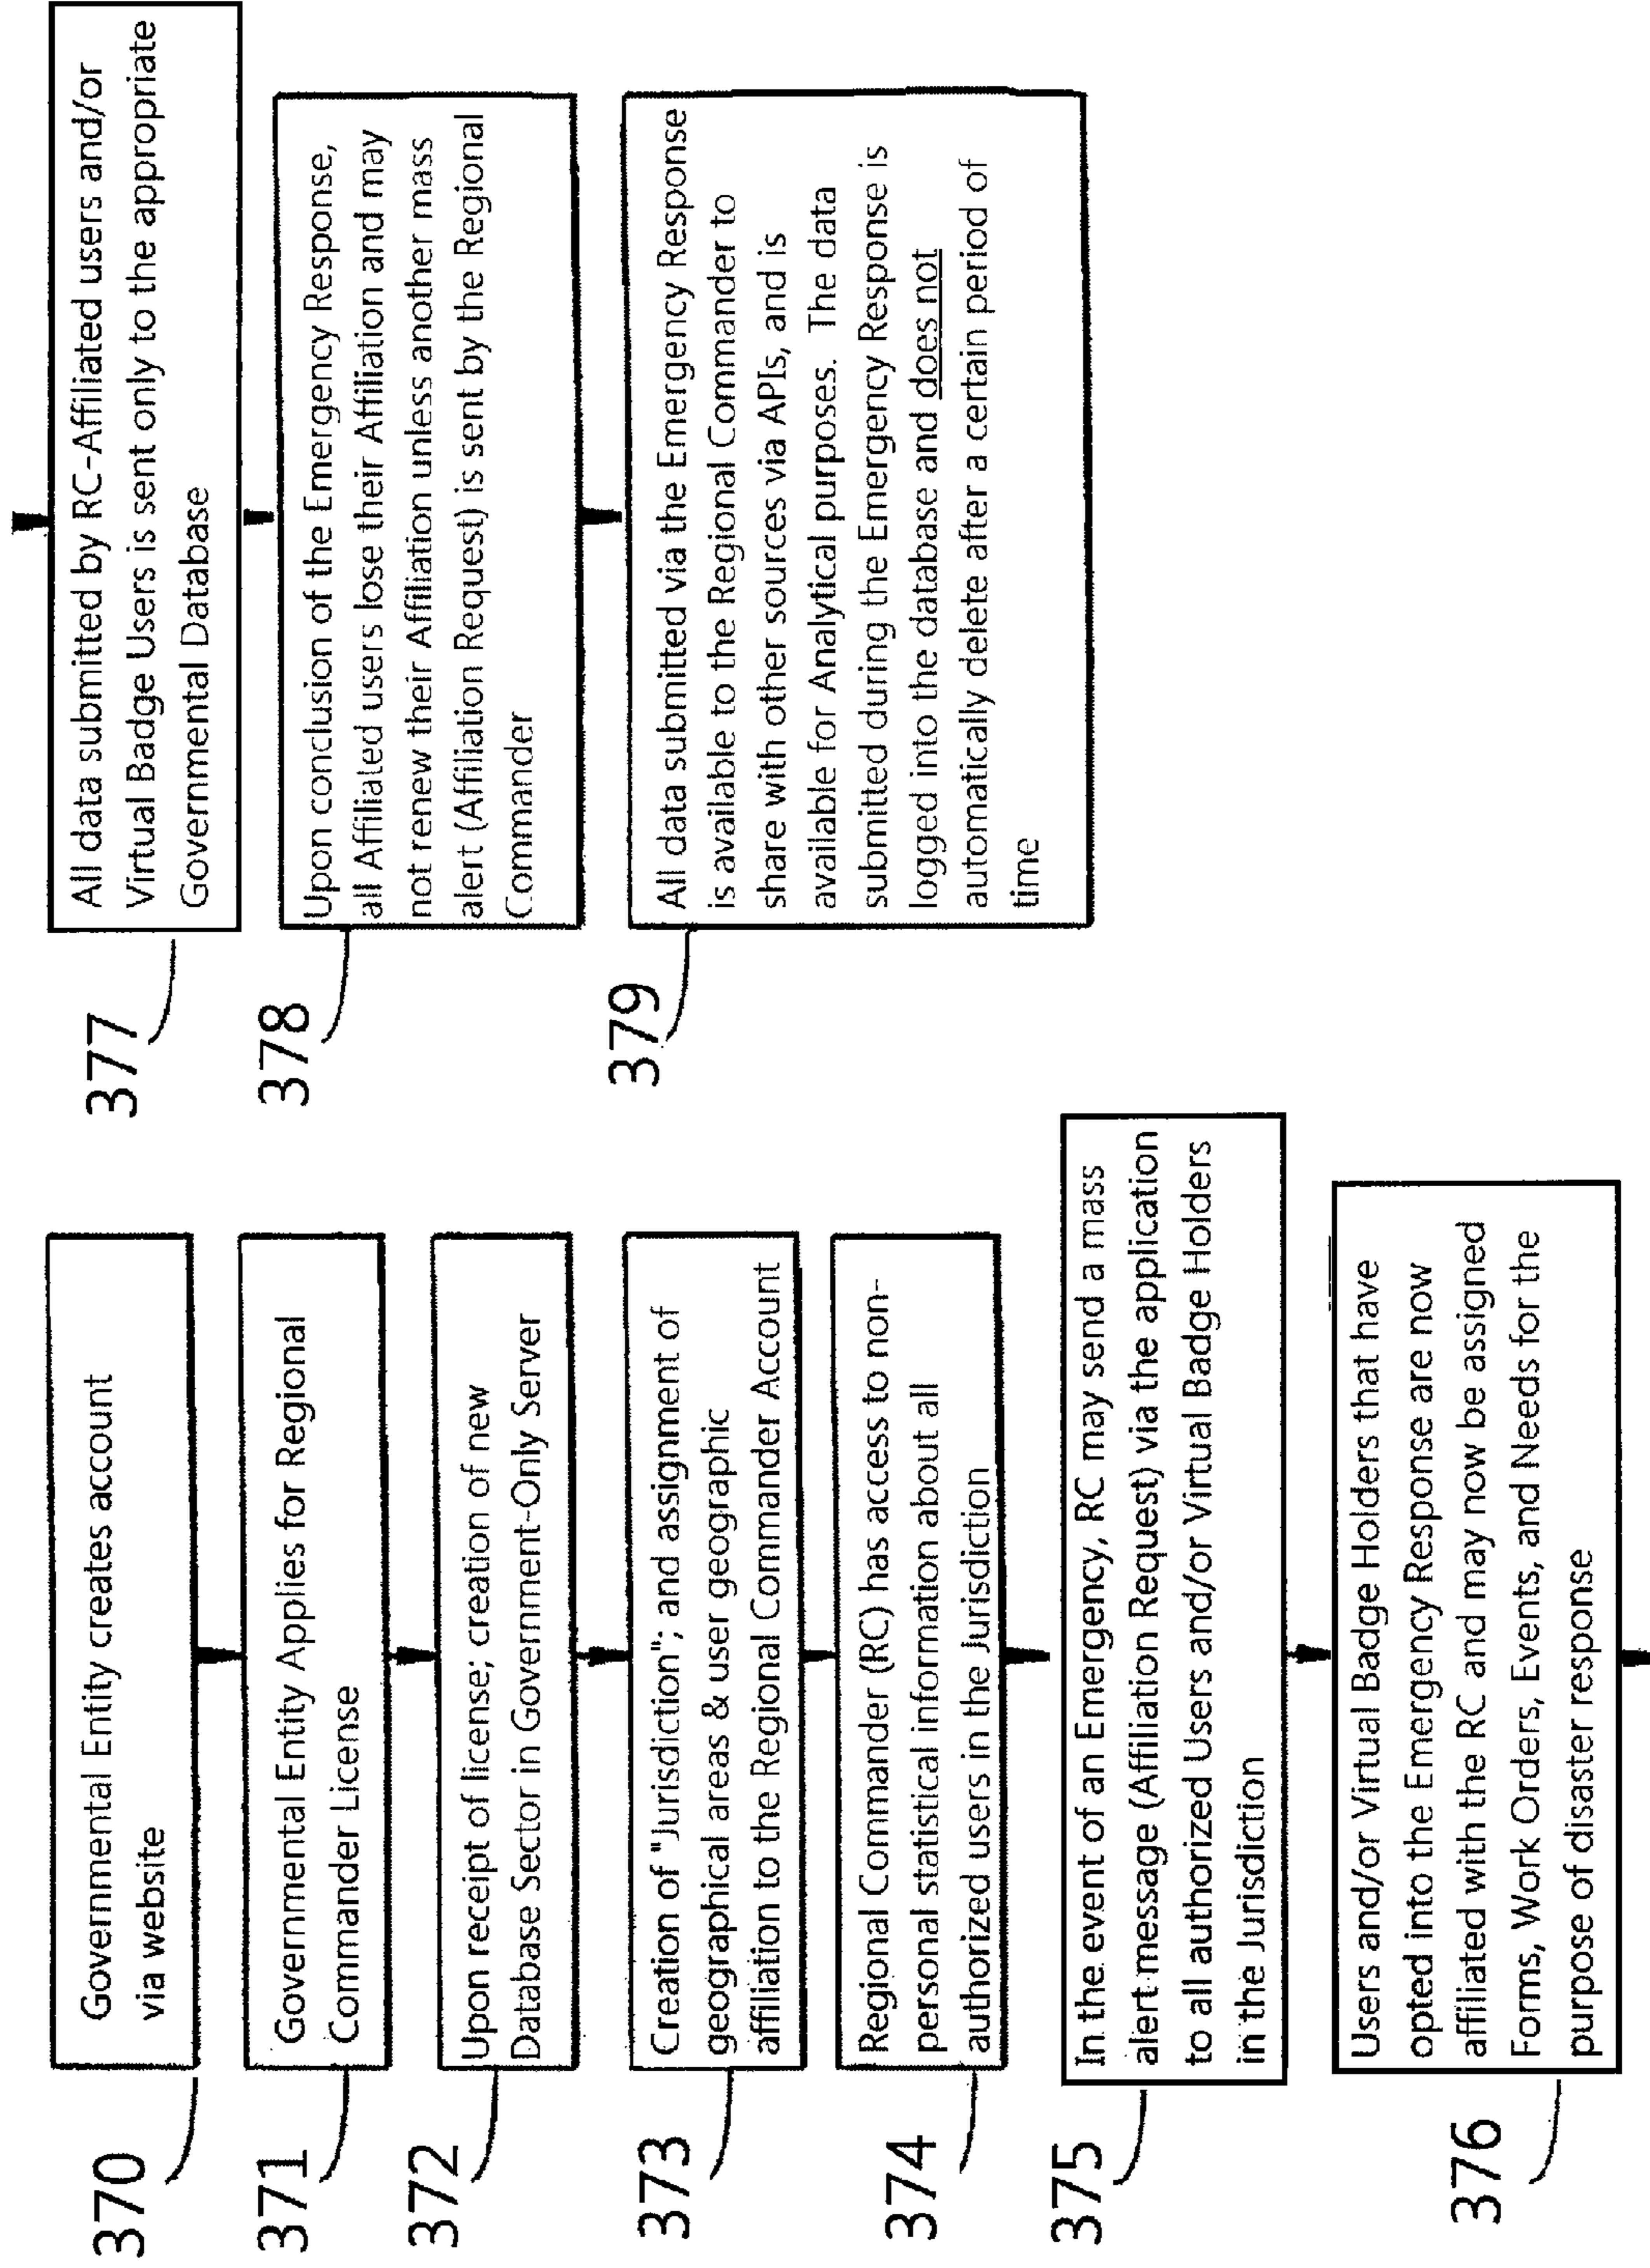 370
Governmental Entity creates account
via website
371
Governmental Entity Applies for Regional
Commander License
372
Upon receipt of license; creation of new
Database Sector in Government-Only Server
373
Creation of "Jurisdiction"; and assignment of
geographical areas & user geographic
affiliation to the Regional Commander Account
374
Regional Commander (RC) has access to non-
personal statistical information about all
authorized users in the Jurisdiction
375
In the event of an Emergency, RC may send a mass
alert message (Affiliation Request) via the application
to all authorized Users and/or Virtual Badge Holders
in the Jurisdiction
376
Users and/or Virtual Badge Holders that have
opted into the Emergency Response are now
affiliated with the RC and may now be assigned
Forms, Work Orders, Events, and Needs for the
purpose of disaster response
377
All data submitted by RC-Affiliated users and/or
Virtual Badge Users is sent only to the appropriate
Governmental Database
378
Upon conclusion of the Emergency Response,
all Affiliated users lose their Affiliation and may
not renew their Affiliation unless another mass
alert (Affiliation Request) is sent by the Regional
Commander
379
All data submitted via the Emergency Response
is available to the Regional Commander to
share with other sources via APIs, and is
available for Analytical purposes. The data
submitted during the Emergency Response is
logged into the database and does not
automatically delete after a certain period of
time